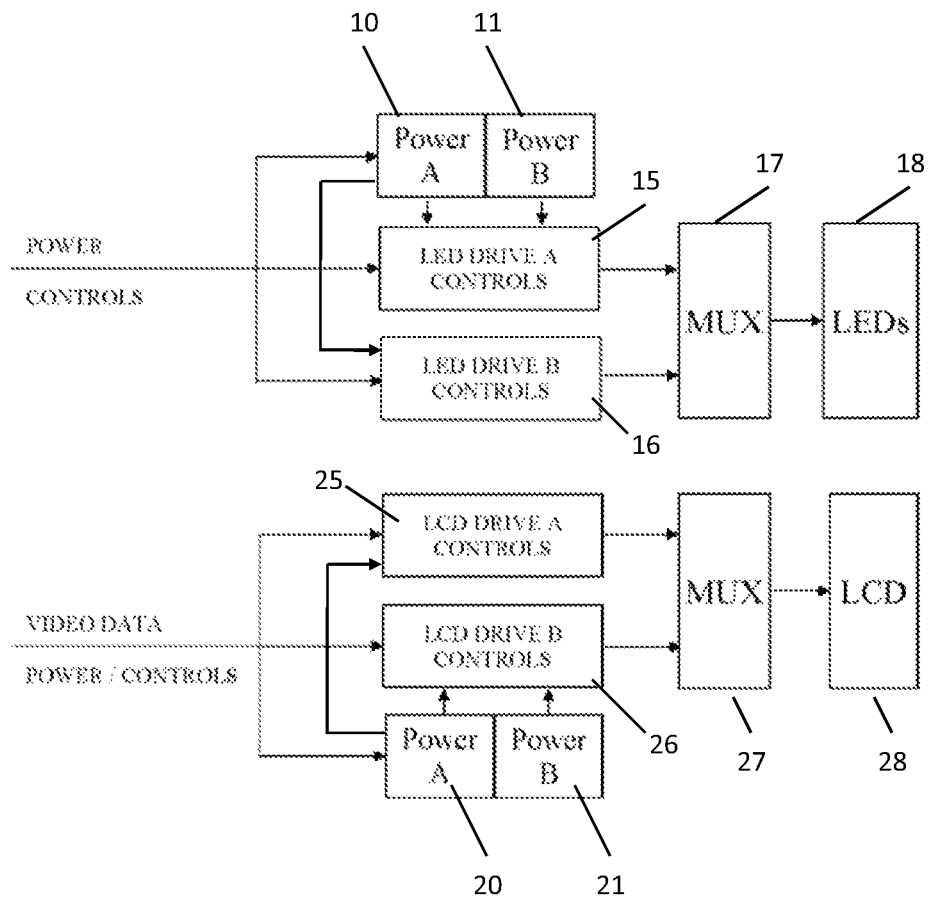 10
11
Power
A
Power
B
15
17
18
POWER
CONTROLS
LED DRIVE A
CONTROLS
LED DRIVE B
CONTROLS
MUX
LEDs
16
25
LCD DRIVE A
CONTROLS
VIDEO DATA
POWER / CONTROLS
LCD DRIVE B
CONTROLS
MUX
LCD
Power
A
Power
B
26
27
28
20
21